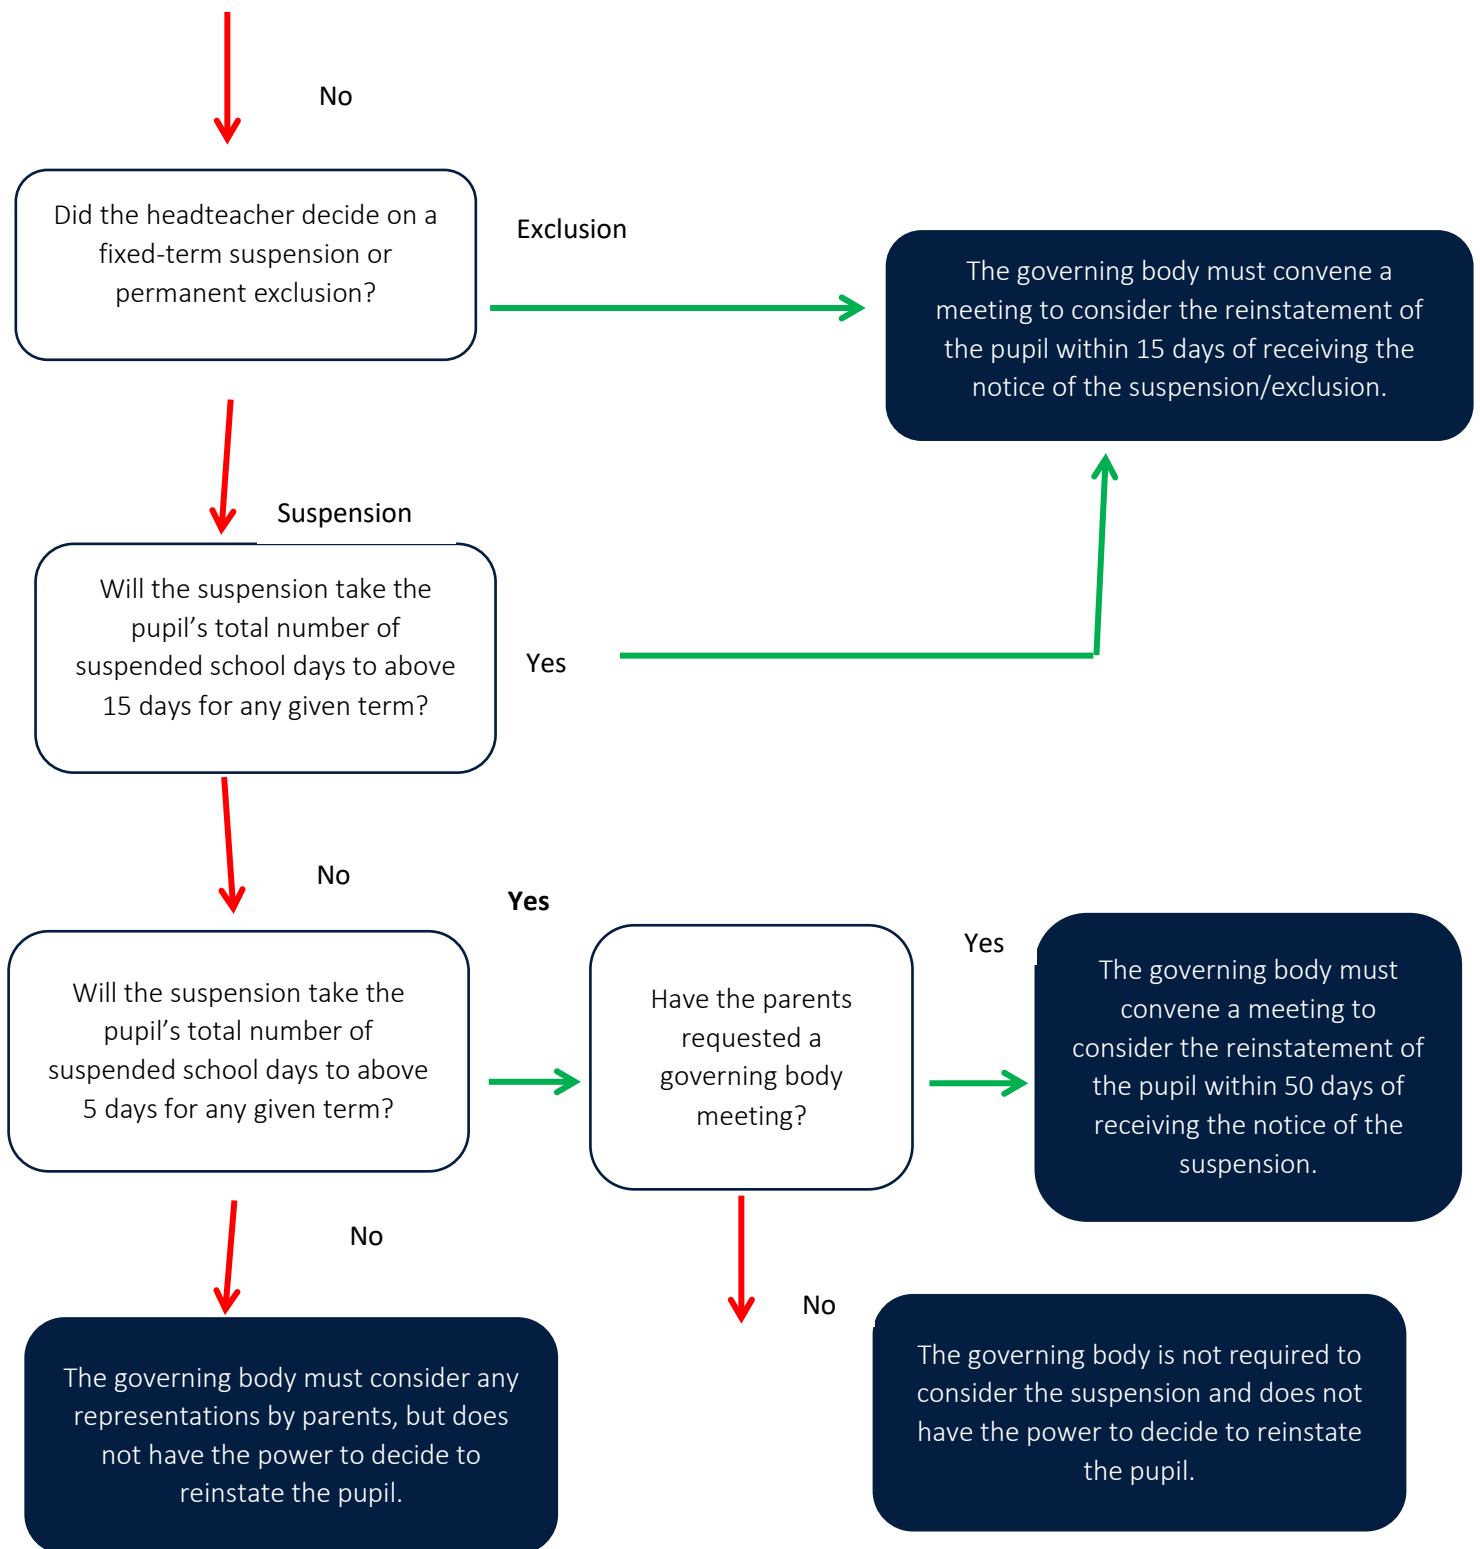 No
Did the headteacher decide on a
fixed-term suspension or
permanent exclusion?
Exclusion
The governing body must convene a
meeting to consider the reinstatement of
the pupil within 15 days of receiving the
notice of the suspension/exclusion.
Suspension
Will the suspension take the
pupil’s total number of
suspended school days to above
15 days for any given term?
Yes
No
Yes
Will the suspension take the
pupil’s total number of
suspended school days to above
5 days for any given term?
Have the parents
requested a
governing body
meeting?
Yes
The governing body must
convene a meeting to
consider the reinstatement of
the pupil within 50 days of
receiving the notice of the
suspension.
No
No
The governing body must consider any
representations by parents, but does
not have the power to decide to
reinstate the pupil.
The governing body is not required to
consider the suspension and does not
have the power to decide to reinstate
the pupil.